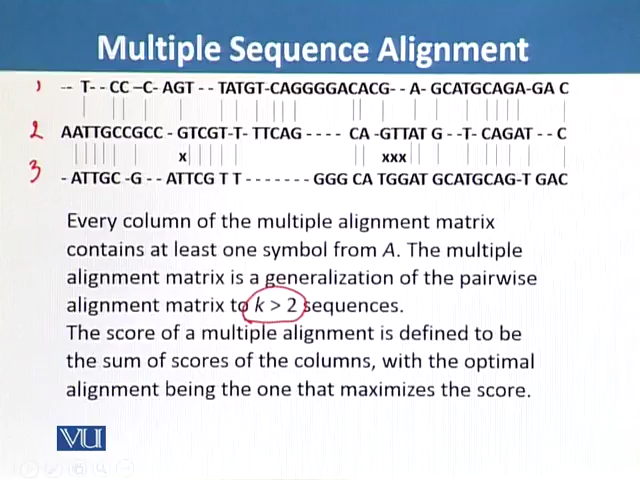 Multiple Sequence Alignment
1 -- T- - CC –C- AGT - - TATGT-CAGGGGACACG- - A- GCATGCAGA-GA C
2 AATTGCCGCC - GTCGT-T- TTCAG - - - - CA -GTTAT G - -T- CAGAT - - C
x xxx
3 - ATTGC -G - - ATTCG T T - - - - - - - GGG CA TGGAT GCATGCAG-T GAC
Every column of the multiple alignment matrix
contains at least one symbol from A. The multiple
alignment matrix is a generalization of the pairwise
alignment matrix to k > 2 sequences.
The score of a multiple alignment is defined to be
the sum of scores of the columns, with the optimal
alignment being the one that maximizes the score.
VU